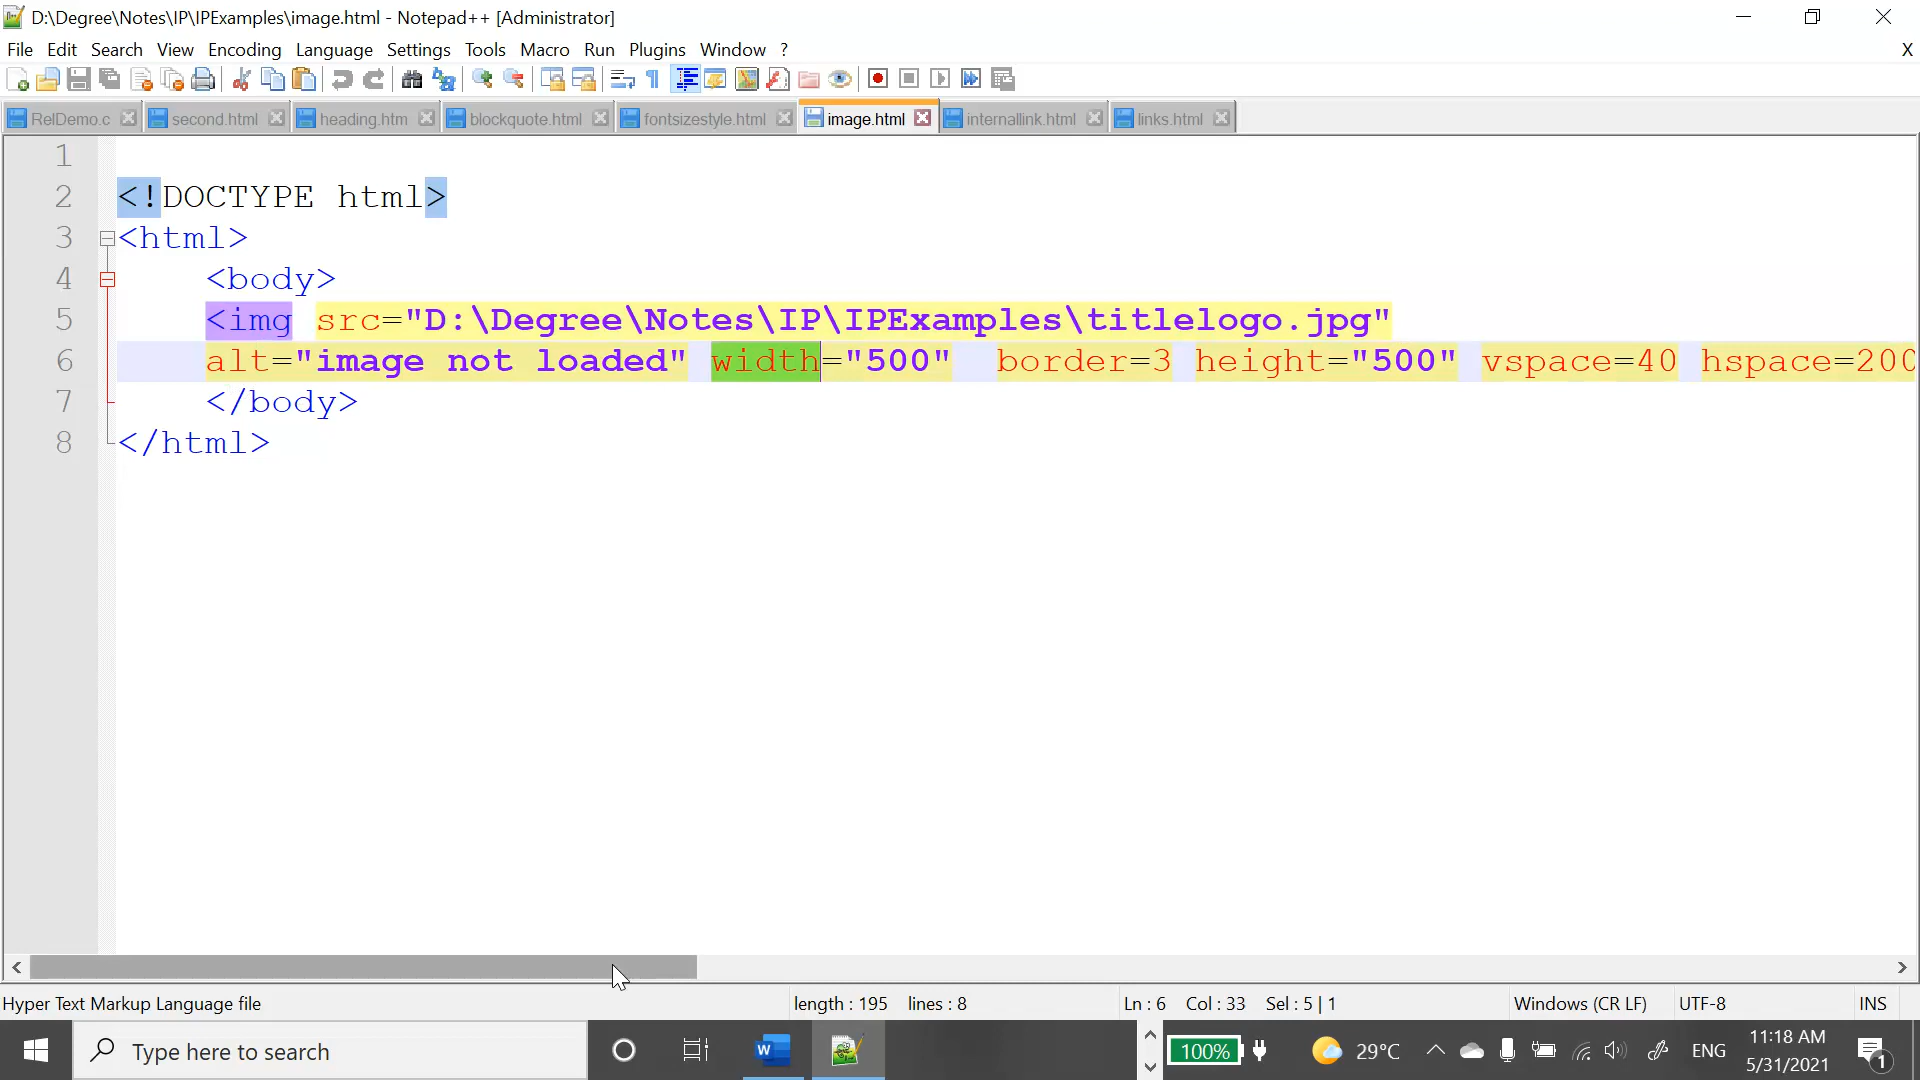 D:\Degree\Notes\IP\IPExamples\image.html - Notepad++ [Administrator]
File Edit Search View Encoding Language Settings Tools Macro Run Plugins Window ? X
RelDemo.c second.html heading.htm blockquote.html fontsizestyle.html image.html internallink.html links.html
1
2 <!DOCTYPE html>
3 <html>
4 <body>
5 <img src="D:\Degree\Notes\IP\IPExamples\titlelogo.jpg"
6 alt="image not loaded" width="500" border=3 height="500" vspace=40 hspace=200
7 </body>
8 </html>
Hyper Text Markup Language file length : 195 lines : 8 Ln : 6 Col : 33 Sel : 5 | 1 Windows (CR LF) UTF-8 INS
Type here to search 100% 29°C ENG 11:18 AM
5/31/2021 1